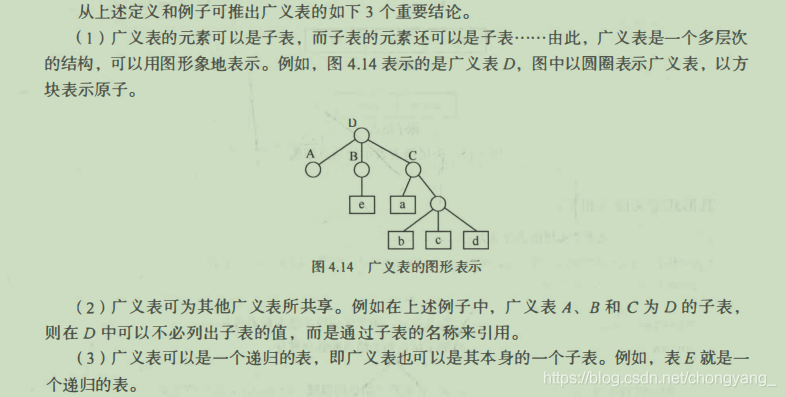 从上述定义和例子可推出广义表的如下 3 个重要结论。
（1）广义表的元素可以是子表，而子表的元素还可以是子表……由此，广义表是一个多层次
的结构，可以用图形象地表示。例如，图 4.14 表示的是广义表 D，图中以圆圈表示广义表，以方
块表示原子。
D
A B C
e a
b c d
图 4.14 广义表的图形表示
（2）广义表可为其他广义表所共享。例如在上述例子中，广义表 A、B 和 C 为 D 的子表，
则在 D 中可以不必列出子表的值，而是通过子表的名称来引用。
（3）广义表可以是一个递归的表，即广义表也可以是其本身的一个子表。例如，表 E 就是一
个递归的表。
https://blog.csdn.net/chongyang_